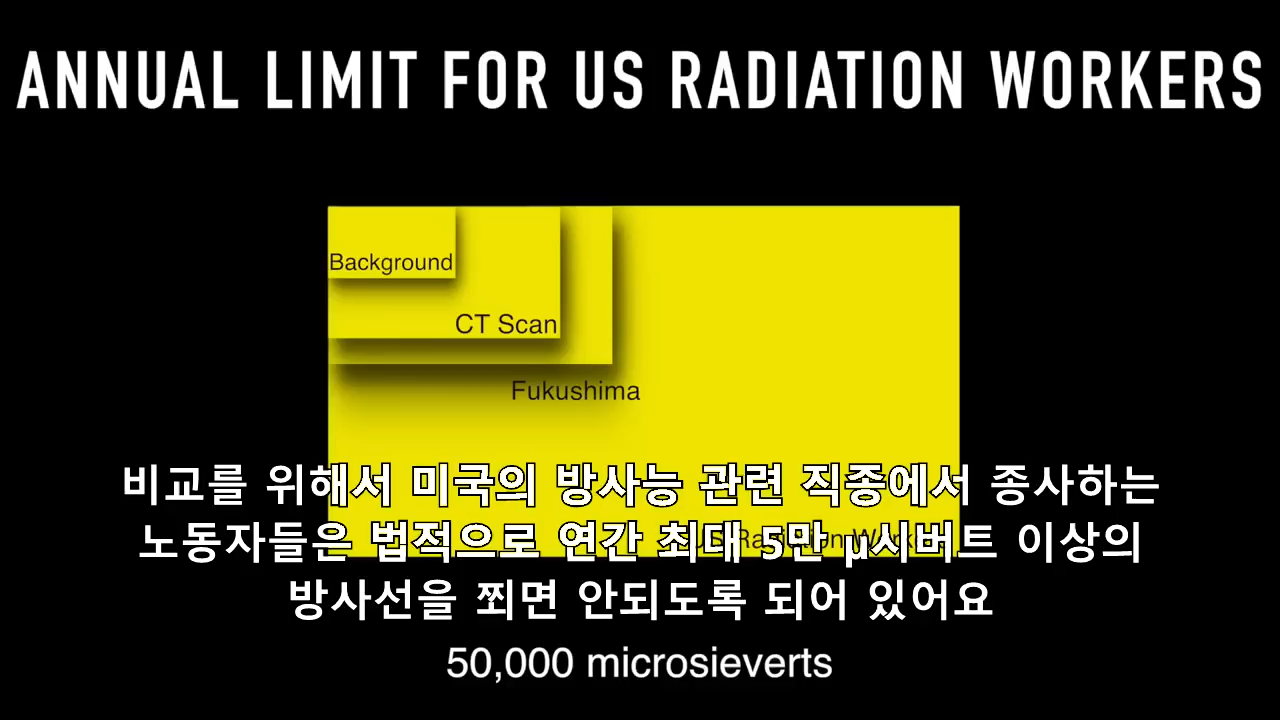 ANNUAL LIMIT FOR US RADIATION WORKERS
Background
CT Scan
Fukushima
비교를 위해서 미국의 방사능 관련 직종에서 종사하는
노동자들은 법적으로 연간 최대 5만 μ시버트 이상의
방사선을 쬐면 안되도록 되어 있어요
50,000 microsieverts